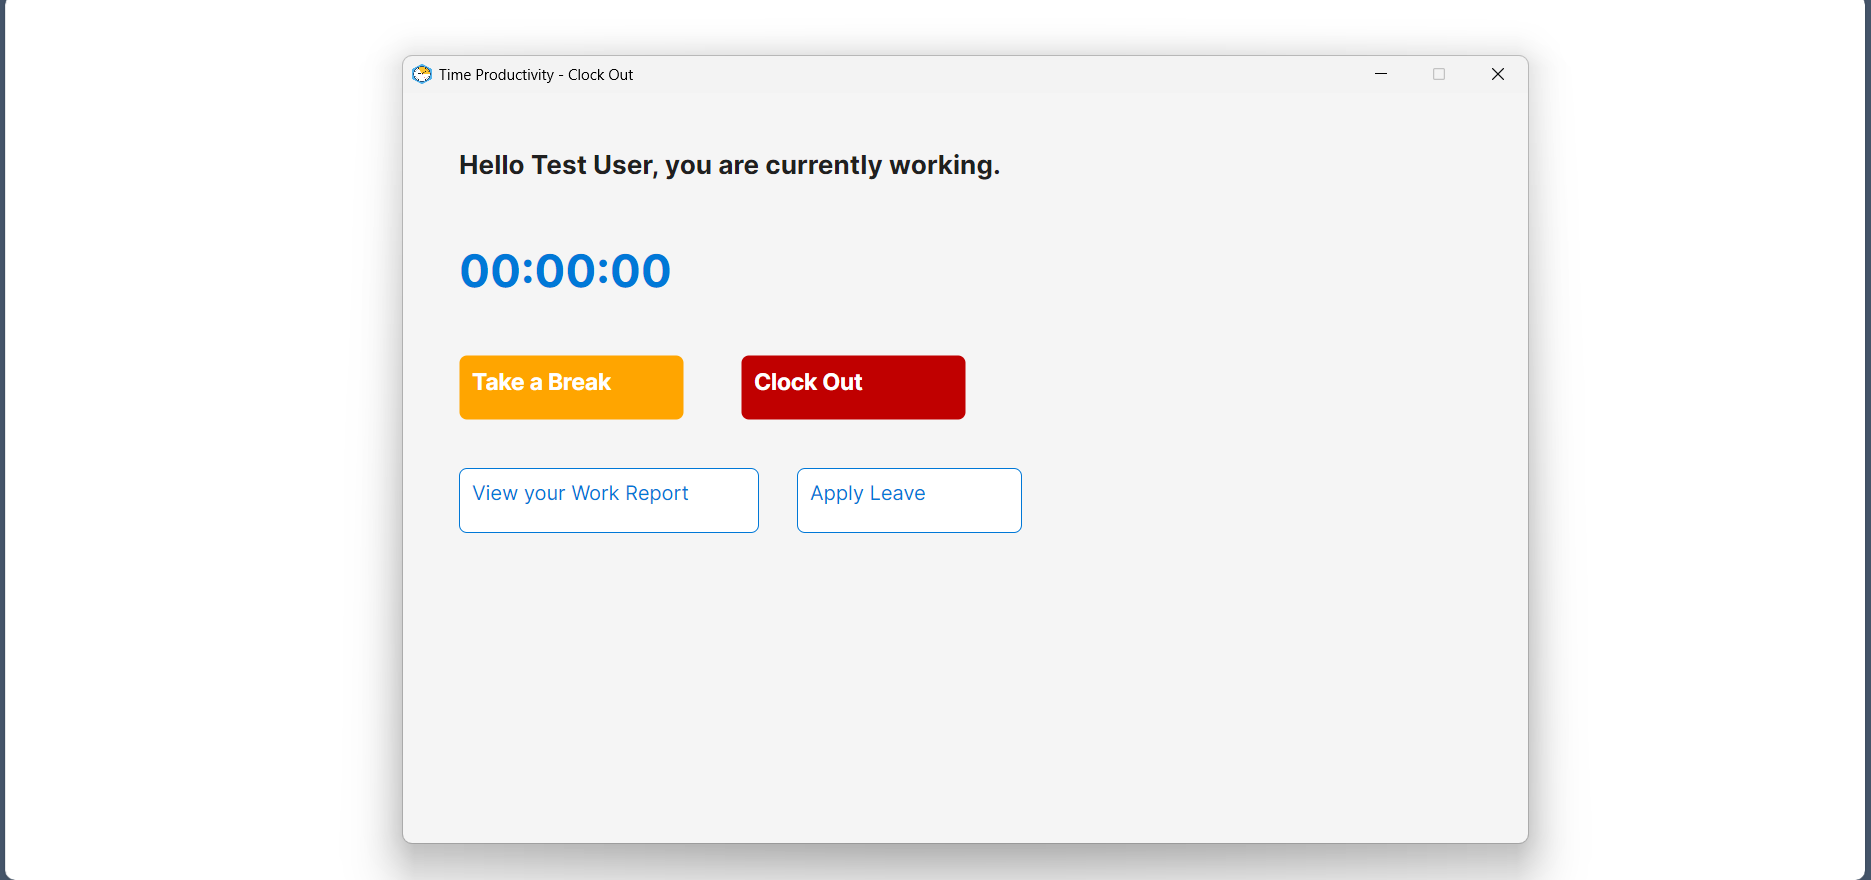 Time Productivity - Clock Out
Hello Test User, you are currently working.
00:00:00
Take a Break
Clock Out
View your Work Report
Apply Leave